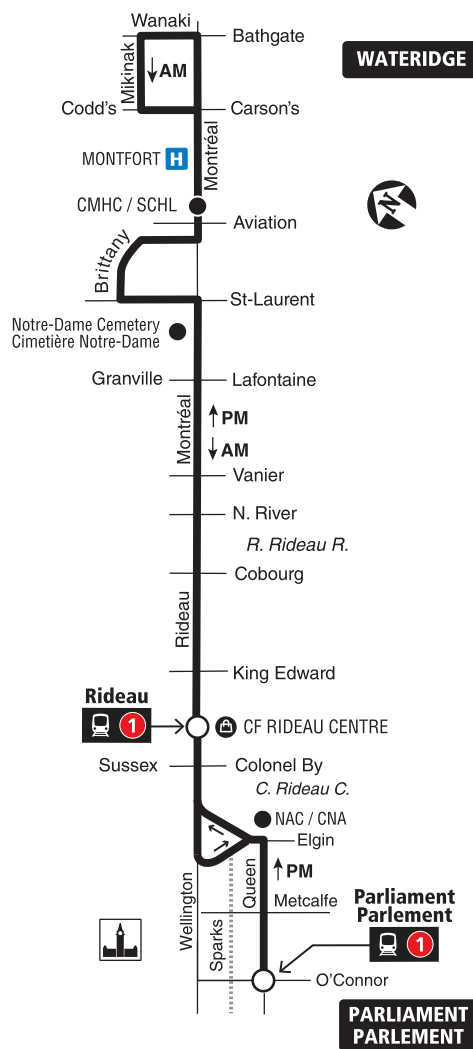 Wanaki
Bathgate
WATERIDGE
Mikinak
AM
Codd's
Carson's
Montréal
MONTFORT H
CMHC / SCHL
N
Aviation
Brittany
St-Laurent
Notre-Dame Cemetery
Cimetière Notre-Dame
Granville
Lafontaine
Montréal
PM
AM
Vanier
N. River
R. Rideau R.
Cobourg
Rideau
King Edward
Rideau
1
CF RIDEAU CENTRE
Sussex
Colonel By
C. Rideau C.
NAC / CNA
Elgin
PM
Queen
Wellington
Sparks
Metcalfe
Parliament
Parlement
1
O'Connor
PARLIAMENT
PARLEMENT